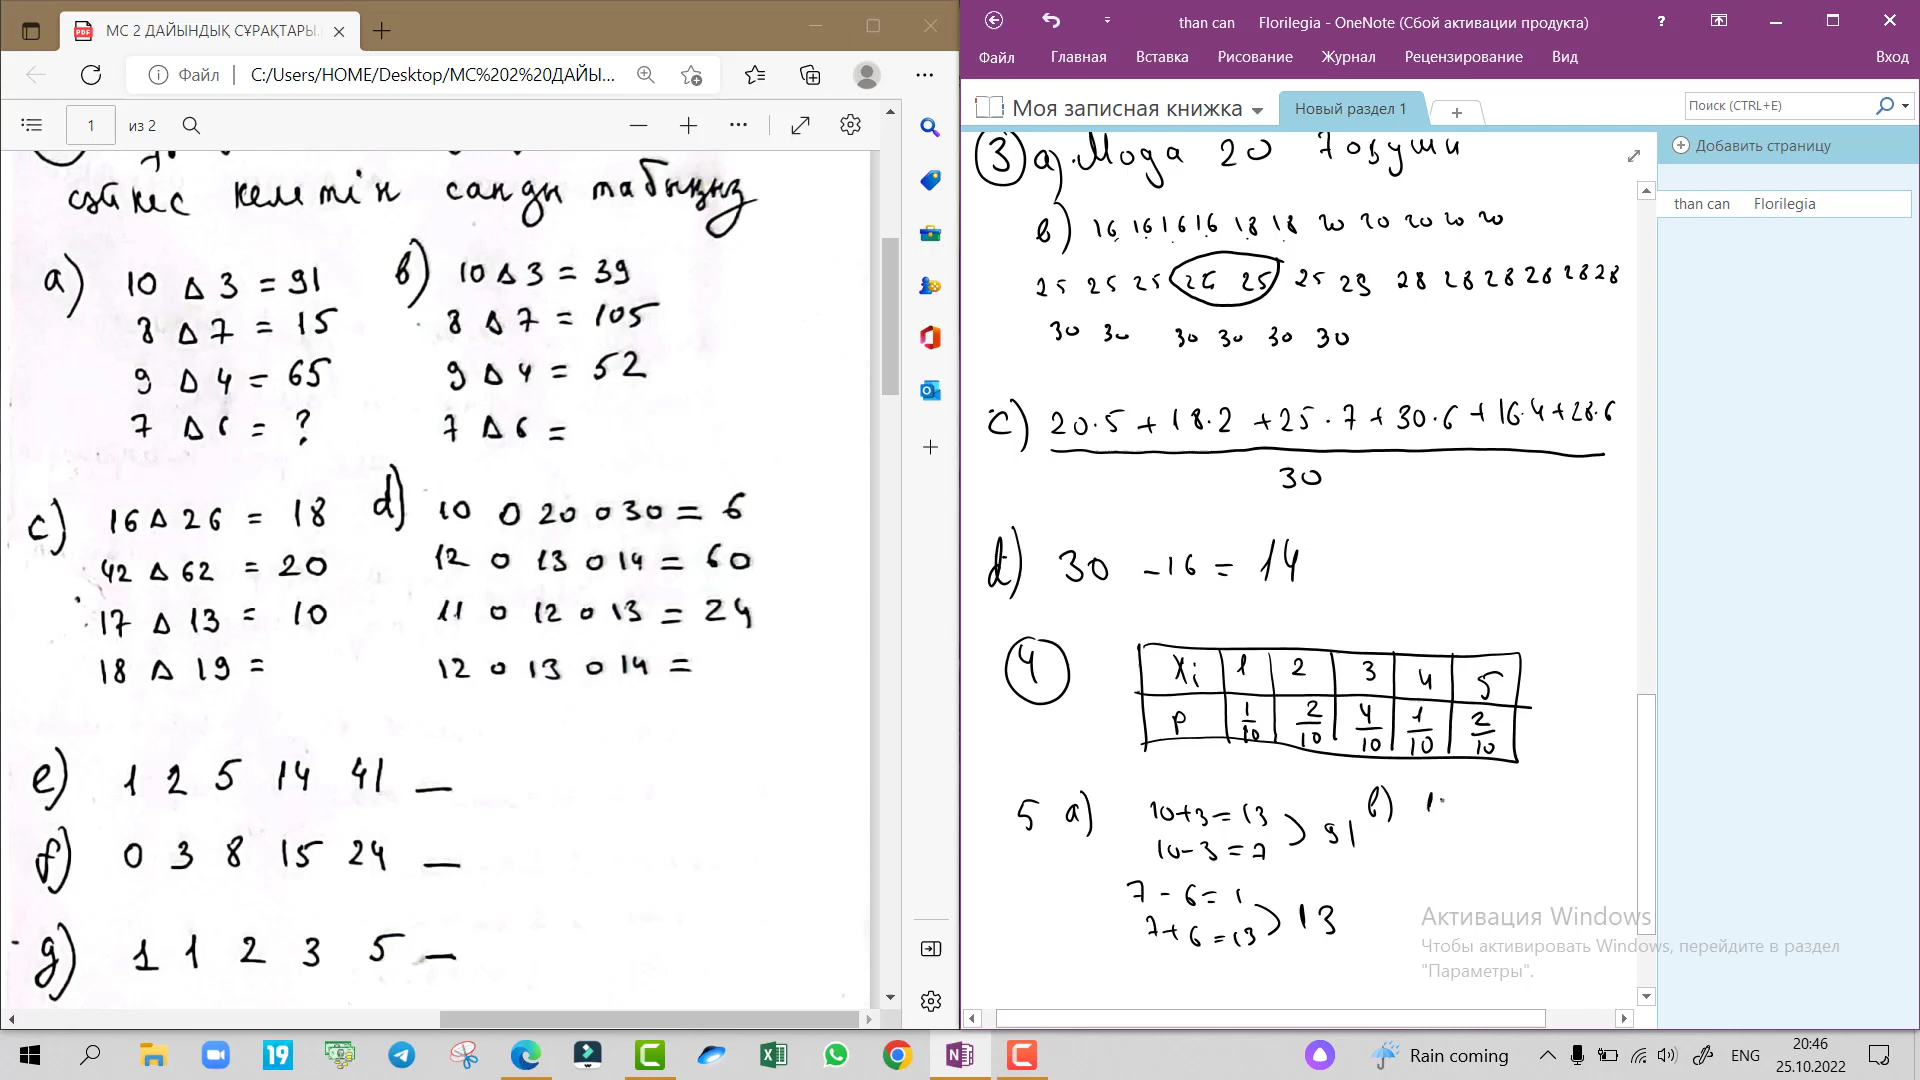 МС 2 ДАЙЫНДЫҚ СҰРАҚТАРЫ.
Файл C:/Users/HOME/Desktop/МС%202%20ДАЙЫ...
1 из 2
сәйкес келетін санды табыңыз
a) 10 Δ 3 = 91
8 Δ 7 = 15
9 Δ 4 = 65
7 Δ 6 = ?
b) 10 Δ 3 = 39
8 Δ 7 = 105
9 Δ 4 = 52
7 Δ 6 =
c) 16 Δ 26 = 18
42 Δ 62 = 20
17 Δ 13 = 10
18 Δ 19 =
d) 10 o 20 o 30 = 6
12 o 13 o 14 = 60
11 o 12 o 13 = 24
12 o 13 o 14 =
e) 1 2 5 14 41 _
f) 0 3 8 15 24 _
g) 1 1 2 3 5 _
than can Florilegia - OneNote (Сбой активации продукта)
Файл Главная Вставка Рисование Журнал Рецензирование Вид Вход
Моя записная книжка Новый раздел 1
Поиск (CTRL+E)
Добавить страницу
than can Florilegia
3 a) Мода 20
b) 16 16 16 16 18 18 20 20 20 20 20
25 25 25 25 25 25 28 28 28 28 28 28
30 30 30 30 30 30
c) 20·5 + 18·2 + 25·7 + 30·6 + 16·4 + 28·6
30
d) 30 - 16 = 14
4
Xi 1 2 3 4 5
P 1/10 2/10 4/10 1/10 2/10
5 a) 10+3=13
10-3=7
91
b) 1
7-6=1
7+6=13
13
Активация Windows
Чтобы активировать Windows, перейдите в раздел
"Параметры".
19
Rain coming
ENG
20:46
25.10.2022